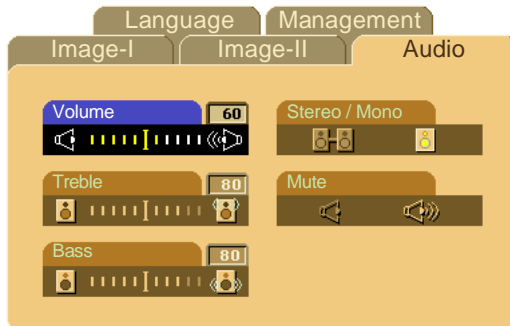 Language Management
Image-I Image-II Audio
Volume 60 Stereo / Mono
Treble 80 Mute
Bass 80